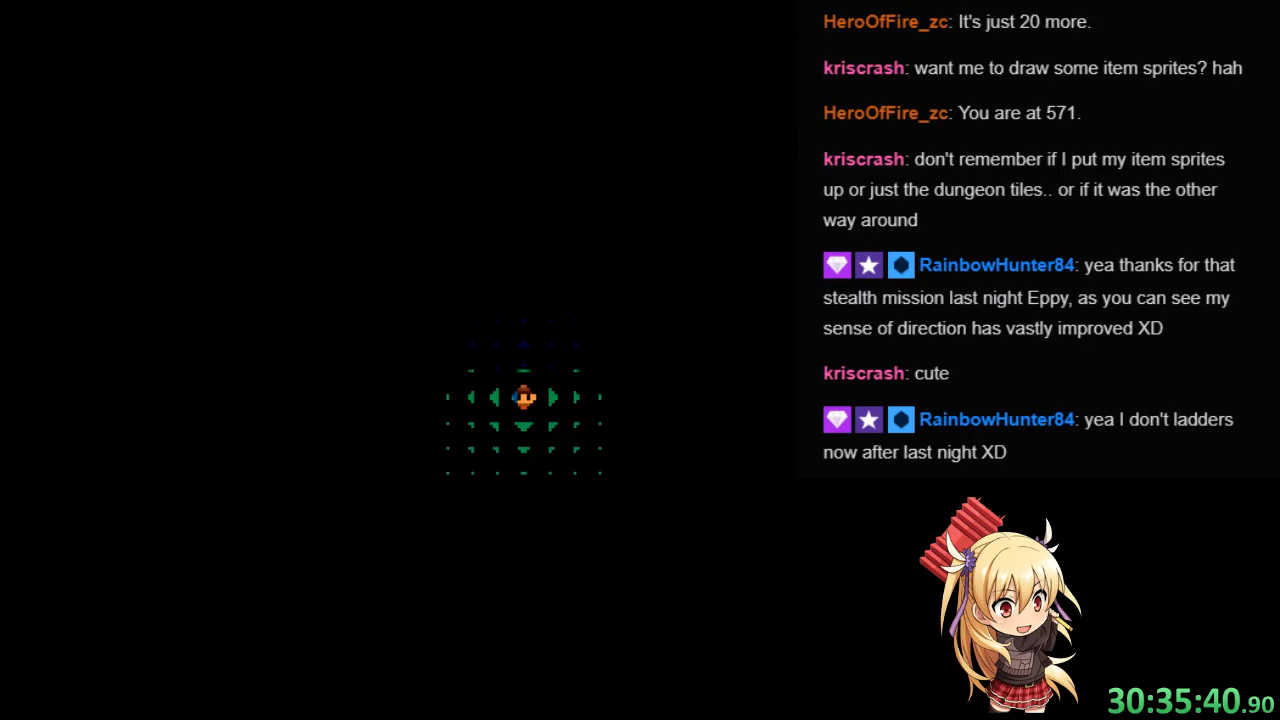 HeroOfFire_zc: It's just 20 more.
kriscrash: want me to draw some item sprites? hah
HeroOfFire_zc: You are at 571.
kriscrash: don't remember if I put my item sprites
up or just the dungeon tiles.. or if it was the other
way around
RainbowHunter84: yea thanks for that
stealth mission last night Eppy, as you can see my
sense of direction has vastly improved XD
kriscrash: cute
RainbowHunter84: yea I don't ladders
now after last night XD
30:35:40.90